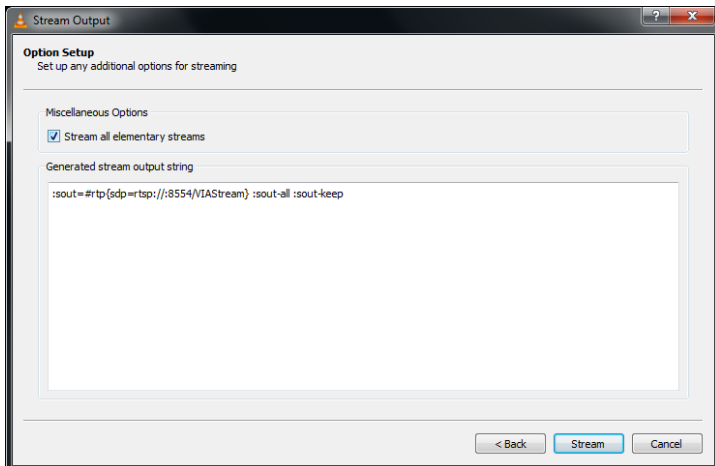 Stream Output
?
x
Option Setup
Set up any additional options for streaming
Miscellaneous Options
Stream all elementary streams
Generated stream output string
:sout=#rtp{sdp=rtsp://:8554/VIAStream} :sout-all :sout-keep
< Back
Stream
Cancel